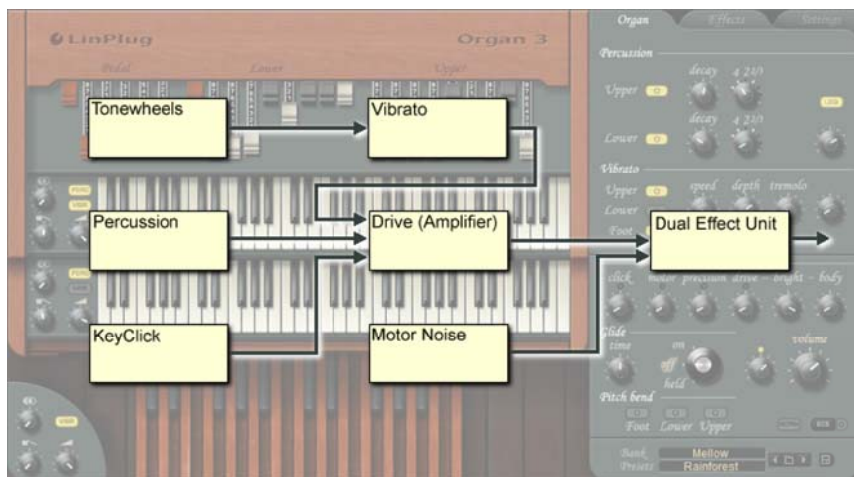 LinPlug
Organ 3
Organ
Effects
Settings
Pedal
Lower
Upper
Percussion
decay
Upper
decay
Lower
Tonewheels
Vibrato
Vibrato
Upper
speed
depth
tremolo
Lower
Foot
Percussion
Drive (Amplifier)
Dual Effect Unit
click
motor
precision
drive
bright
body
KeyClick
Motor Noise
Glide
time
on
off
held
volume
Pitch bend
Foot
Lower
Upper
Bank
Mellow
Presets
Rainforest